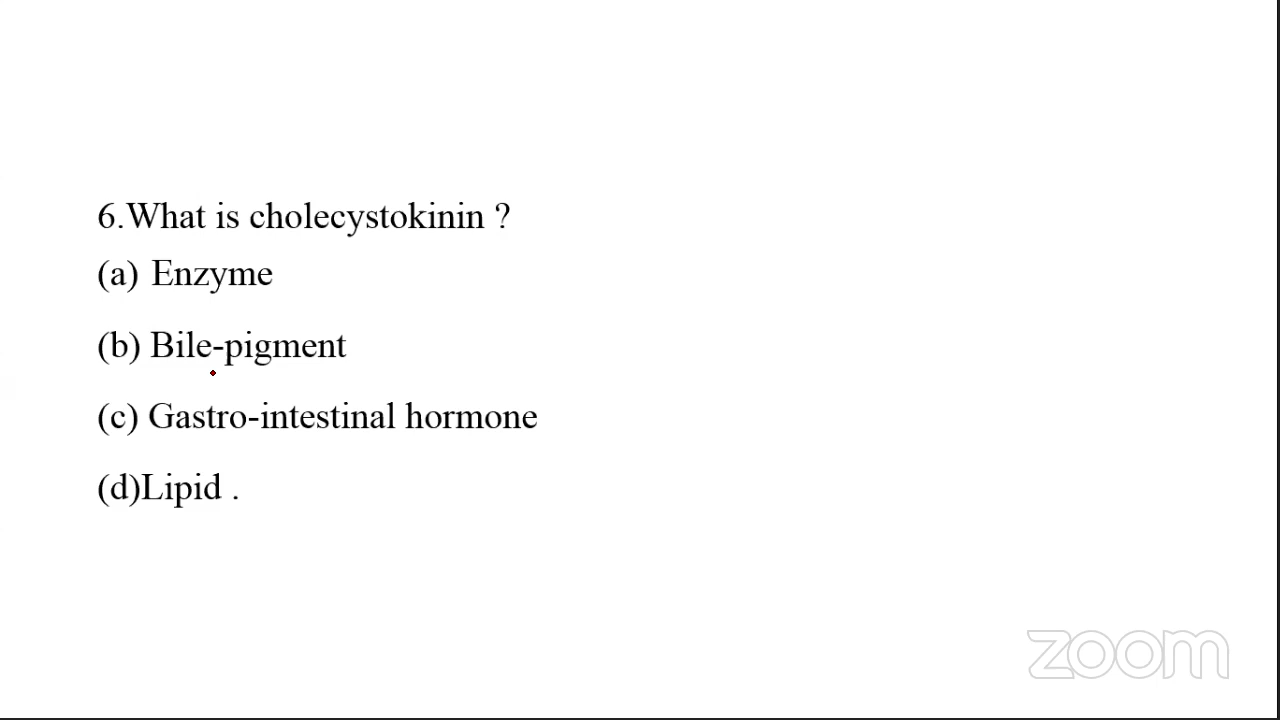 6.What is cholecystokinin ?
(a) Enzyme
(b) Bile-pigment
(c) Gastro-intestinal hormone
(d)Lipid .
zoom